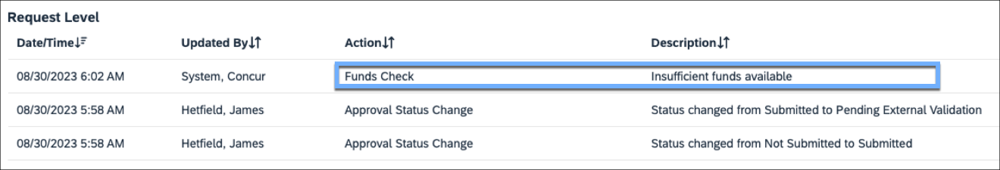 Request Level
Date/Time Updated By Action Description
08/30/2023 6:02 AM System, Concur Funds Check Insufficient funds available
08/30/2023 5:58 AM Hetfield, James Approval Status Change Status changed from Submitted to Pending External Validation
08/30/2023 5:58 AM Hetfield, James Approval Status Change Status changed from Not Submitted to Submitted